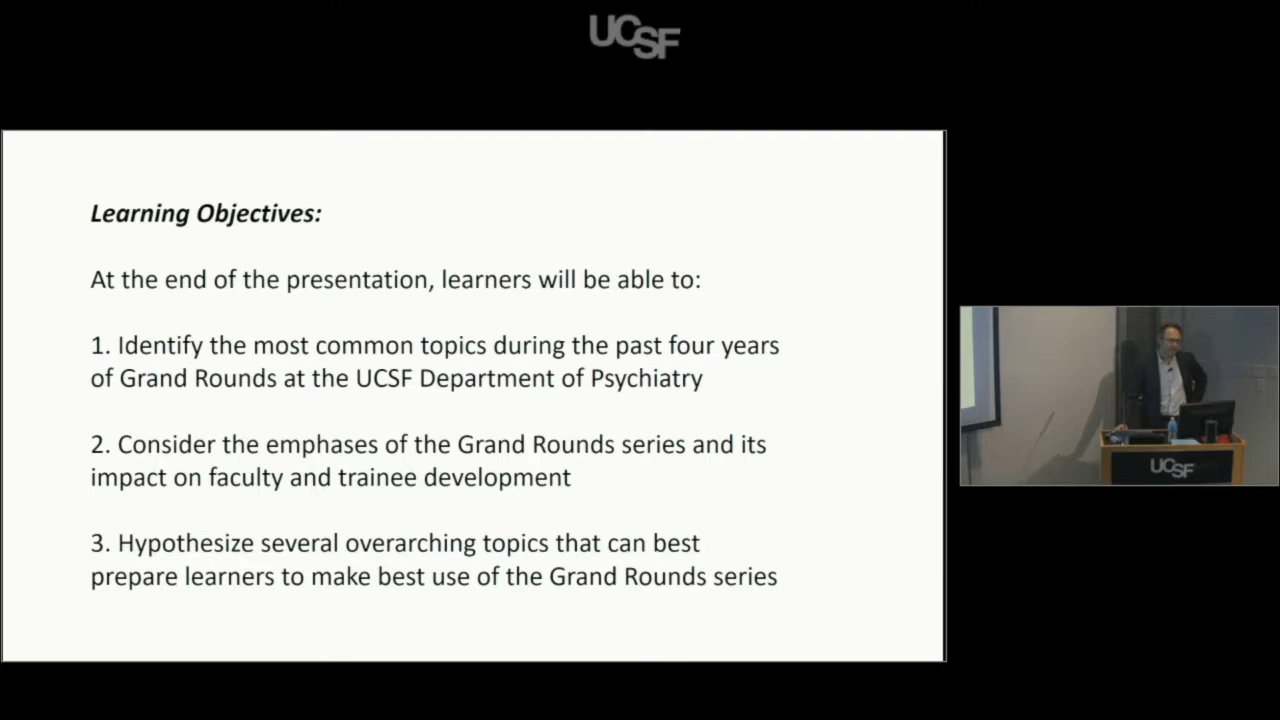 UCSF
Learning Objectives:
At the end of the presentation, learners will be able to:
1. Identify the most common topics during the past four years
of Grand Rounds at the UCSF Department of Psychiatry
2. Consider the emphases of the Grand Rounds series and its
impact on faculty and trainee development
3. Hypothesize several overarching topics that can best
prepare learners to make best use of the Grand Rounds series
UCSF